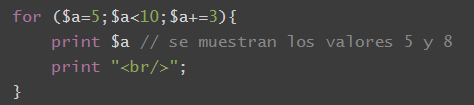 for ($a=5;$a<10;$a+=3){
    print $a // se muestran los valores 5 y 8
    print "<br/>";
}